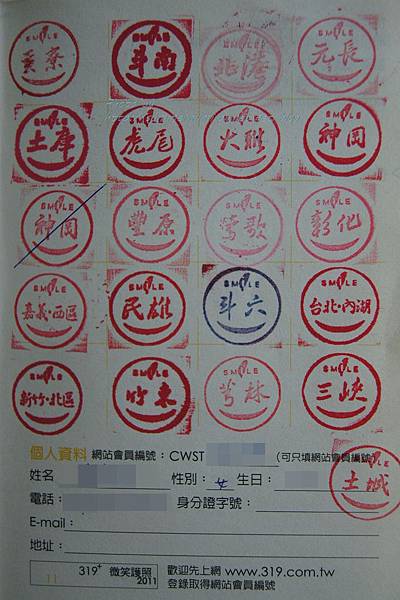 SMILE 臺寮 SMILE 斗南 SMILE 北港 SMILE 元長
SMILE 土庫 SMILE 虎尾 SMILE 大雅 SMILE 神岡
SMILE 神岡 SMILE 豐原 SMILE 鶯歌 SMILE 彰化
SMILE 嘉義·西區 SMILE 民雄 SMILE 斗六 SMILE 台北·內湖
SMILE 新竹·北區 SMILE 竹東 SMILE 芎林 SMILE 三峽
個人資料 網站會員編號：CWST （可只填網站會員編號）
SMILE 土城
姓名 性別：女 生日：
電話： 身分證字號：
E-mail：
地址：
11 319+ 微笑護照 2011 歡迎先上網 www.319.com.tw
登錄取得網站會員編號